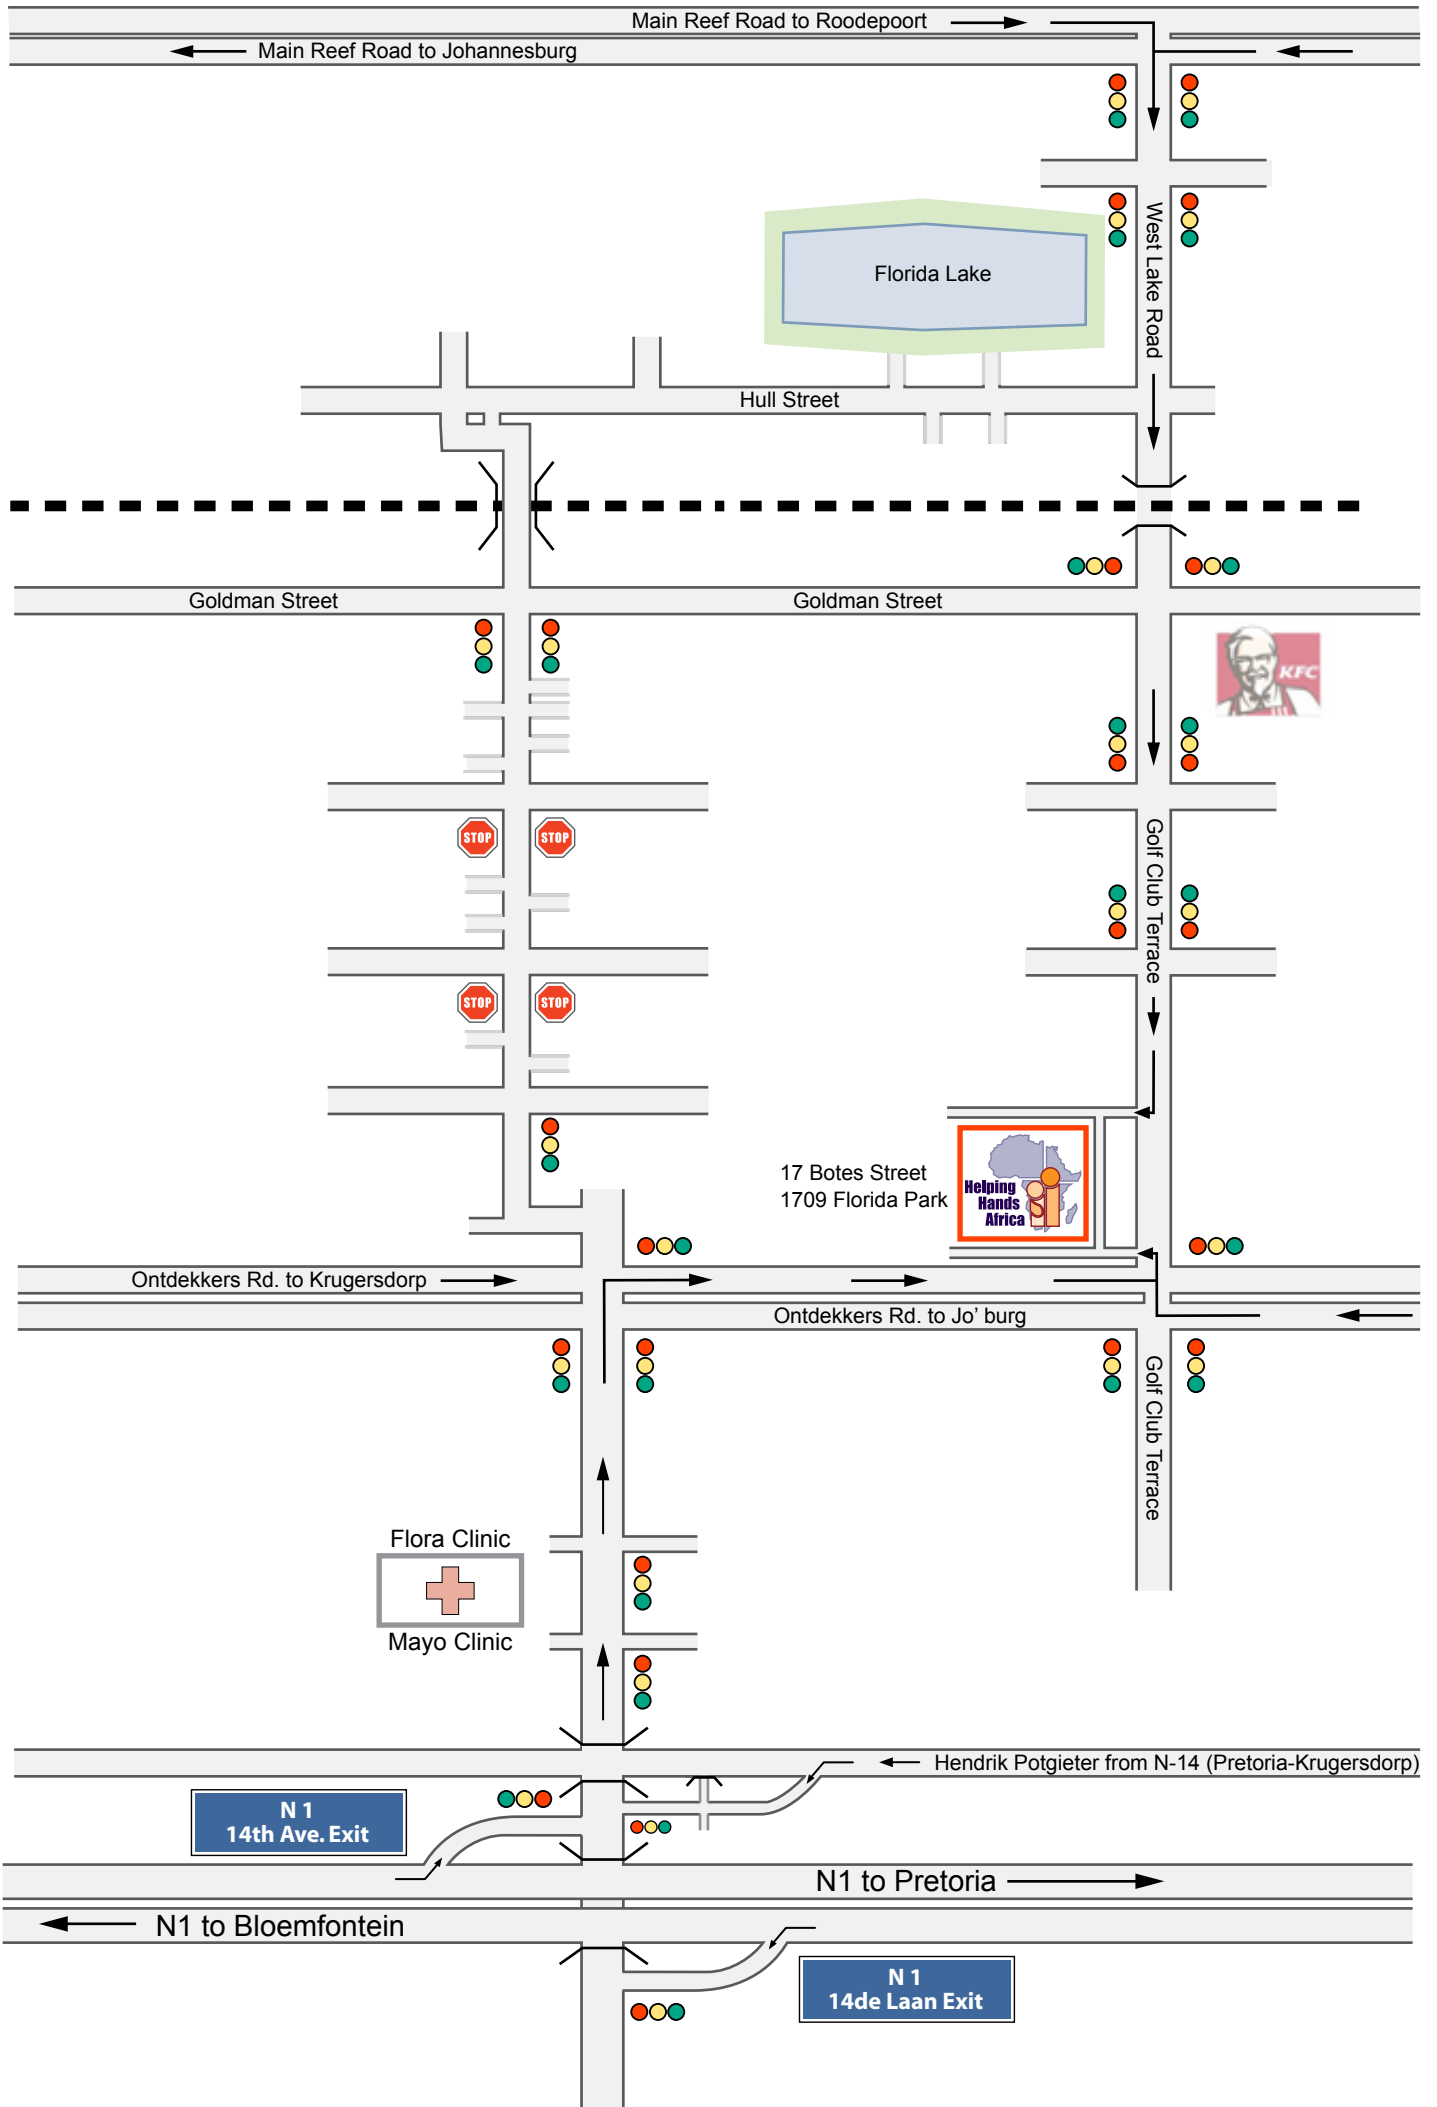 Main Reef Road to Roodepoort
Main Reef Road to Johannesburg
West Lake Road
Florida Lake
Hull Street
Goldman Street
Goldman Street
KFC
STOP
STOP
Golf Club Terrace
STOP
STOP
17 Botes Street
1709 Florida Park
Helping
Hands
Africa
Ontdekkers Rd. to Krugersdorp
Ontdekkers Rd. to Jo' burg
Golf Club Terrace
Flora Clinic
Mayo Clinic
Hendrik Potgieter from N-14 (Pretoria-Krugersdorp)
N 1
14th Ave. Exit
N1 to Pretoria
N1 to Bloemfontein
N 1
14de Laan Exit